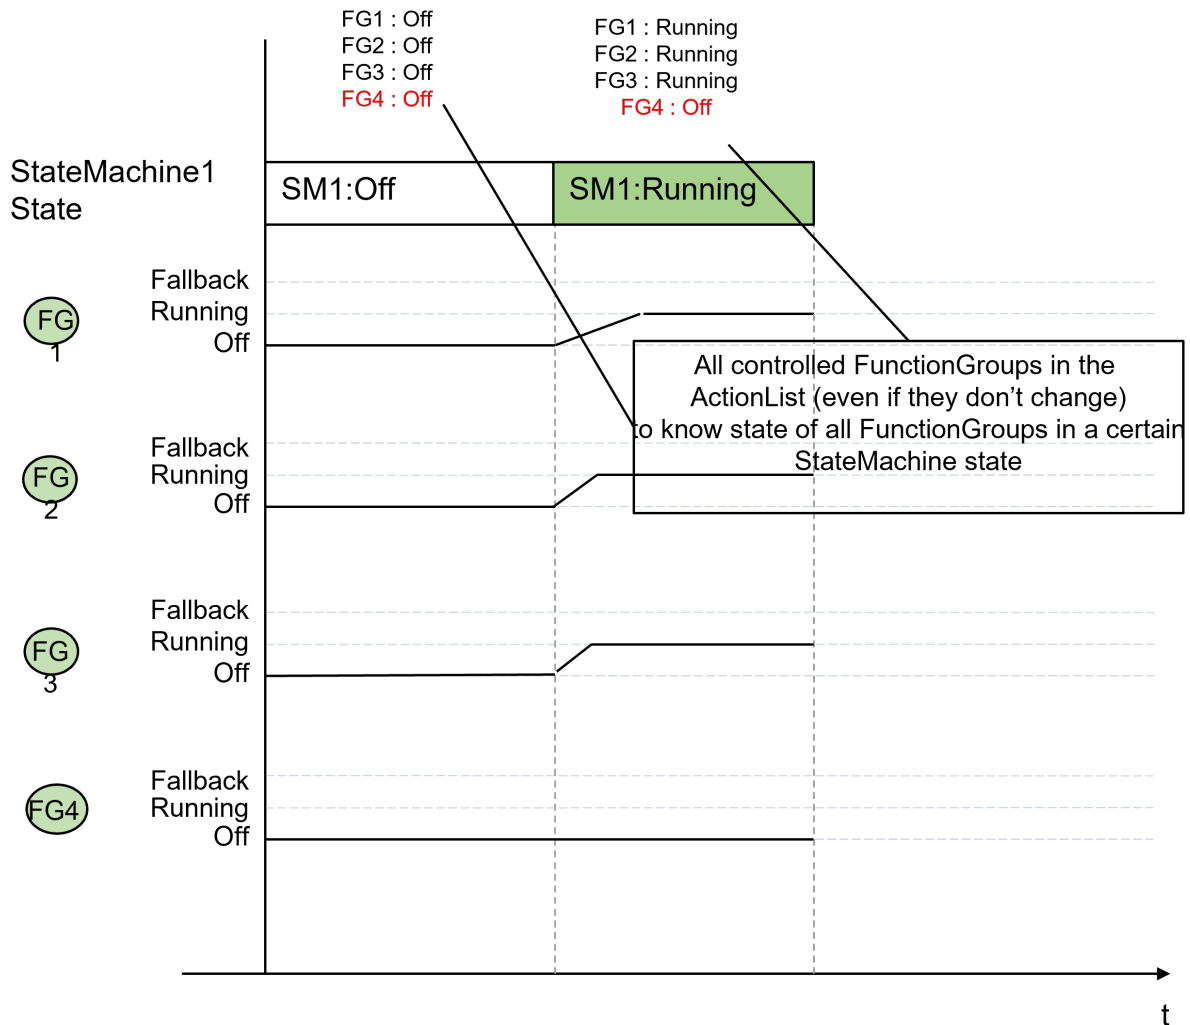 FG1 : Off
FG2 : Off
FG3 : Off
FG4 : Off
FG1 : Running
FG2 : Running
FG3 : Running
FG4 : Off
StateMachine1
State
SM1:Off
SM1:Running
Fallback
Running
Off
FG
1
All controlled FunctionGroups in the
ActionList (even if they don’t change)
to know state of all FunctionGroups in a certain
StateMachine state
Fallback
Running
Off
FG
2
Fallback
Running
Off
FG
3
Fallback
Running
Off
FG4
t